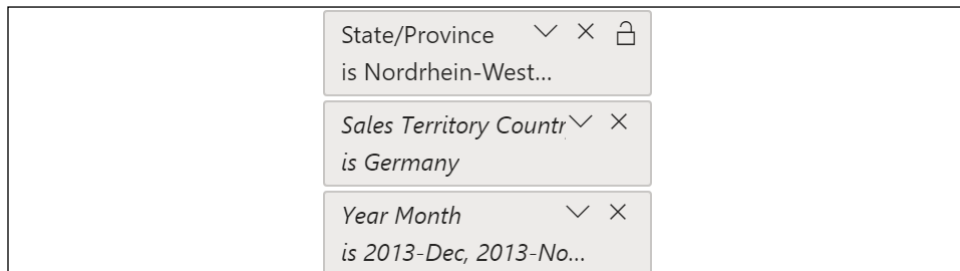 State/Province
is Nordrhein-West...
Sales Territory Countr
is Germany
Year Month
is 2013-Dec, 2013-No...